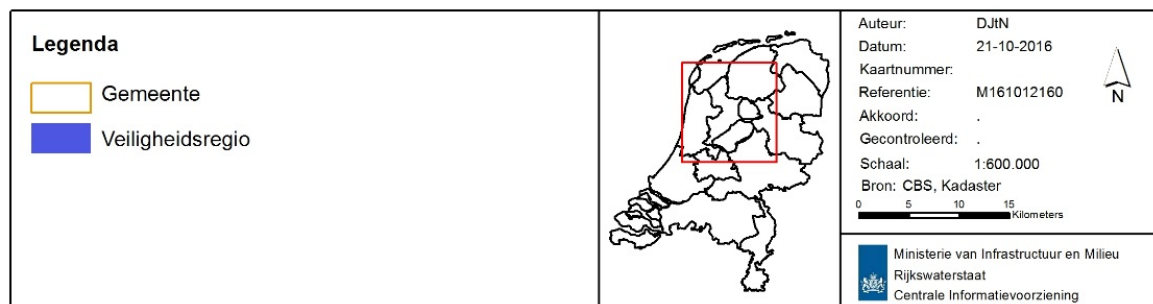 Legenda
Gemeente
Veiligheidsregio
Auteur: DJtN
Datum: 21-10-2016
Kaartnummer:
Referentie: M161012160
Akkoord: .
Gecontroleerd: .
Schaal: 1:600.000
Bron: CBS, Kadaster
0 5 10 15
Kilometers
N
Ministerie van Infrastructuur en Milieu
Rijkswaterstaat
Centrale Informatievoorziening